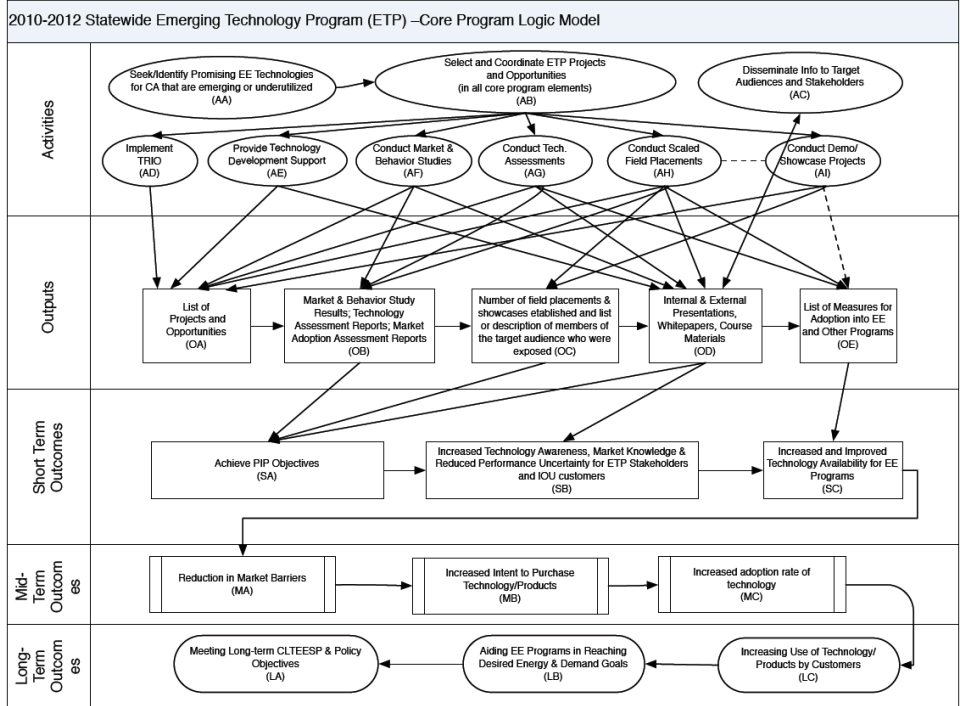 2010-2012 Statewide Emerging Technology Program (ETP) –Core Program Logic Model
Activities
Seek/Identify Promising EE Technologies
for CA that are emerging or underutilized
(AA)
Select and Coordinate ETP Projects
and Opportunities
(in all core program elements)
(AB)
Disseminate Info to Target
Audiences and Stakeholders
(AC)
Implement
TRIO
(AD)
Provide Technology
Development Support
(AE)
Conduct Market &
Behavior Studies
(AF)
Conduct Tech.
Assessments
(AG)
Conduct Scaled
Field Placements
(AH)
Conduct Demo/
Showcase Projects
(AI)
Outputs
List of
Projects and
Opportunities
(OA)
Market & Behavior Study
Results; Technology
Assessment Reports; Market
Adoption Assessment Reports
(OB)
Number of field placements &
showcases etablished and list
or description of members of
the target audience who were
exposed (OC)
Internal & External
Presentations,
Whitepapers, Course
Materials
(OD)
List of Measures for
Adoption into EE
and Other Programs
(OE)
Short Term
Outcomes
Achieve PIP Objectives
(SA)
Increased Technology Awareness, Market Knowledge &
Reduced Performance Uncertainty for ETP Stakeholders
and IOU customers
(SB)
Increased and Improved
Technology Availability for EE
Programs
(SC)
Mid-
Term
Outcom
es
Reduction in Market Barriers
(MA)
Increased Intent to Purchase
Technology/Products
(MB)
Increased adoption rate of
technology
(MC)
Long-
Term
Outcom
es
Meeting Long-term CLTEESP & Policy
Objectives
(LA)
Aiding EE Programs in Reaching
Desired Energy & Demand Goals
(LB)
Increasing Use of Technology/
Products by Customers
(LC)